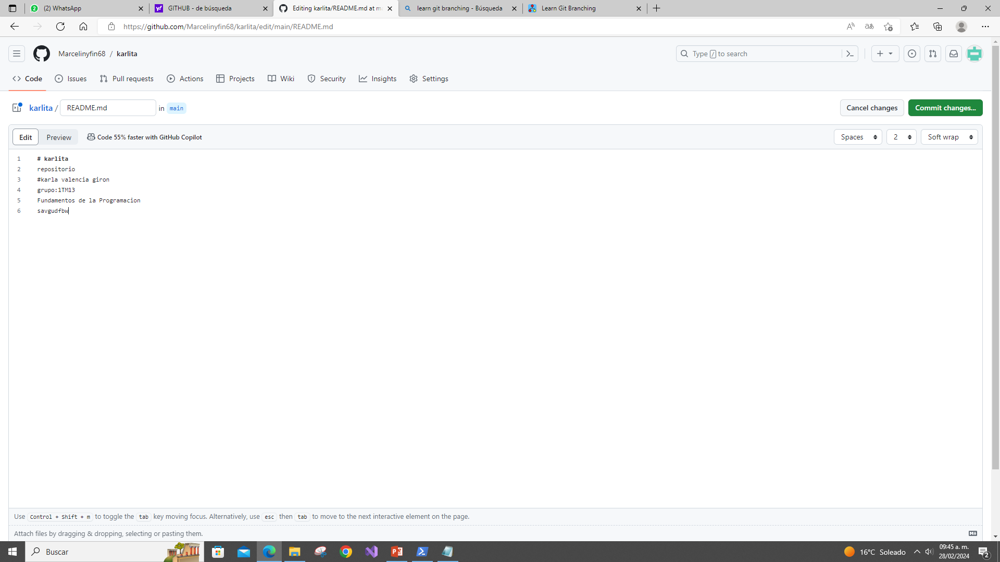 (2) WhatsApp
GITHUB - de búsqueda
Editing karlita/README.md at m
learn git branching - Búsqueda
Learn Git Branching
https://github.com/Marcelinyfin68/karlita/edit/main/README.md
Marcelinyfin68 / karlita
Type / to search
Code
Issues
Pull requests
Actions
Projects
Wiki
Security
Insights
Settings
karlita / README.md in main
Cancel changes
Commit changes...
Edit
Preview
Code 55% faster with GitHub Copilot
Spaces
2
Soft wrap
1 # karlita
2 repositorio
3 #karla valencia giron
4 grupo:1TM13
5 Fundamentos de la Programacion
6 savgudfbw
Use Control + Shift + m to toggle the tab key moving focus. Alternatively, use esc then tab to move to the next interactive element on the page.
Attach files by dragging & dropping, selecting or pasting them.
Buscar
16°C Soleado
09:45 a. m.
28/02/2024
2